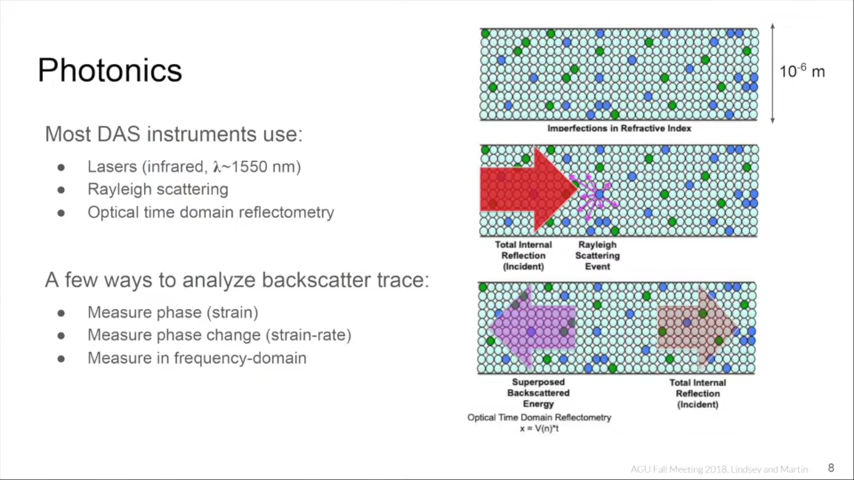 Photonics
Most DAS instruments use:
● Lasers (infrared, λ~1550 nm)
● Rayleigh scattering
● Optical time domain reflectometry
A few ways to analyze backscatter trace:
● Measure phase (strain)
● Measure phase change (strain-rate)
● Measure in frequency-domain
10⁻⁶ m
Imperfections in Refractive Index
Total Internal
Reflection
(Incident)
Rayleigh
Scattering
Event
Superposed
Backscattered
Energy
Optical Time Domain Reflectometry
x = V(n)*t
Total Internal
Reflection
(Incident)
AGU Fall Meeting 2018, Lindsey and Martin
8